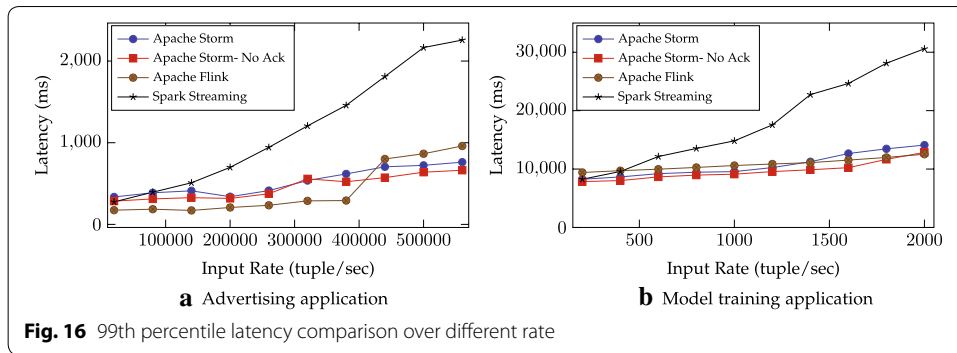 Apache Storm
Apache Storm- No Ack
Apache Flink
Spark Streaming
2,000
1,000
0
Latency (ms)
100000 200000 300000 400000 500000
Input Rate (tuple/sec)
a Advertising application
Apache Storm
Apache Storm- No Ack
Apache Flink
Spark Streaming
30,000
20,000
10,000
0
Latency (ms)
500 1000 1500 2000
Input Rate (tuple/sec)
b Model training application
Fig. 16 99th percentile latency comparison over different rate